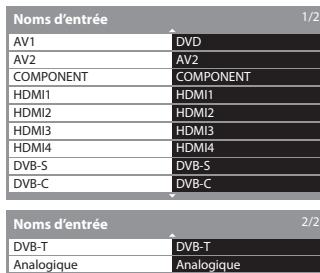 Noms d'entrée 1/2
AV1 DVD
AV2 AV2
COMPONENT COMPONENT
HDMI1 HDMI1
HDMI2 HDMI2
HDMI3 HDMI3
HDMI4 HDMI4
DVB-S DVB-S
DVB-C DVB-C
Noms d'entrée 2/2
DVB-T DVB-T
Analogique Analogique